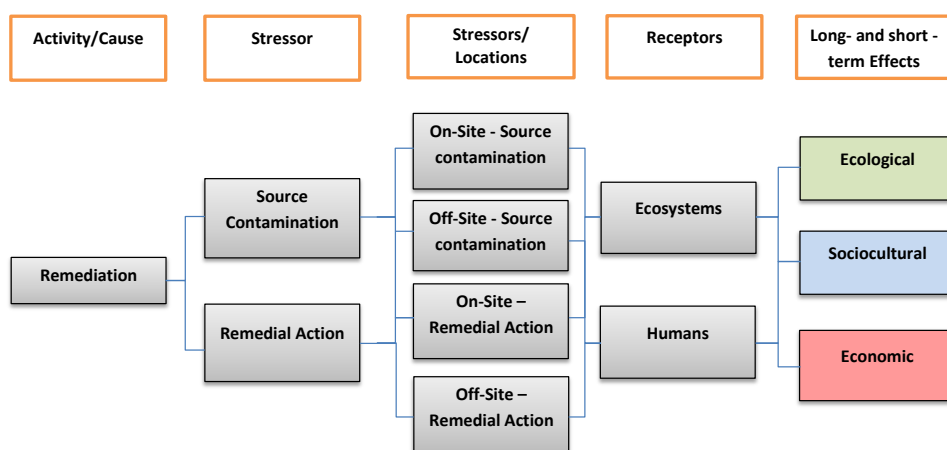 Activity/Cause
Stressor
Stressors/
Locations
Receptors
Long- and short -
term Effects
On-Site - Source
contamination
Ecological
Source
Contamination
Ecosystems
Off-Site - Source
contamination
Sociocultural
Remediation
On-Site –
Remedial Action
Remedial Action
Humans
Economic
Off-Site –
Remedial Action